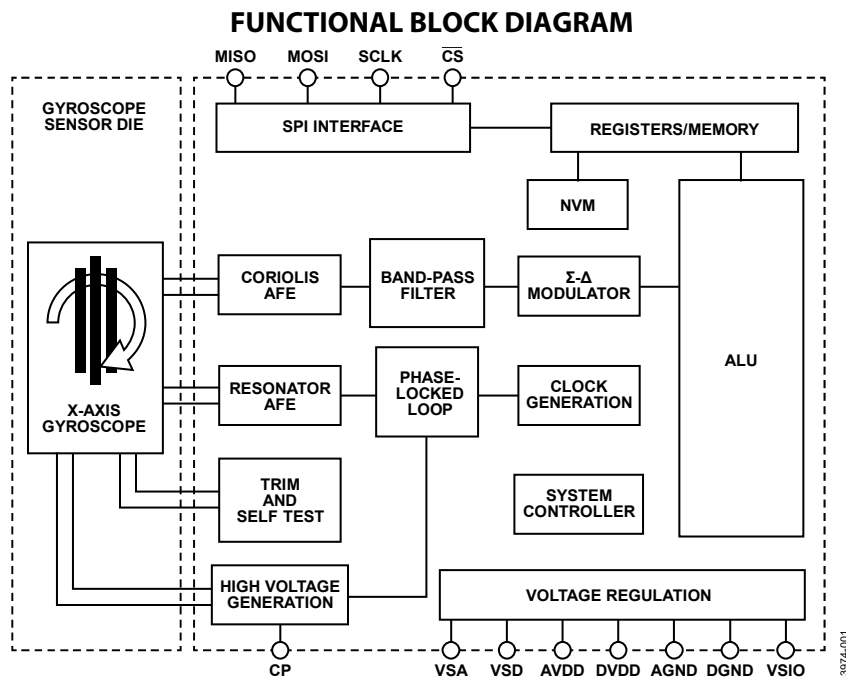 FUNCTIONAL BLOCK DIAGRAM
MISO MOSI SCLK CS
GYROSCOPE
SENSOR DIE
SPI INTERFACE
REGISTERS/MEMORY
NVM
CORIOLIS
AFE
BAND-PASS
FILTER
Σ-Δ
MODULATOR
ALU
X-AXIS
GYROSCOPE
RESONATOR
AFE
PHASE-
LOCKED
LOOP
CLOCK
GENERATION
TRIM
AND
SELF TEST
SYSTEM
CONTROLLER
HIGH VOLTAGE
GENERATION
VOLTAGE REGULATION
CP VSA VSD AVDD DVDD AGND DGND VSIO
3974-001